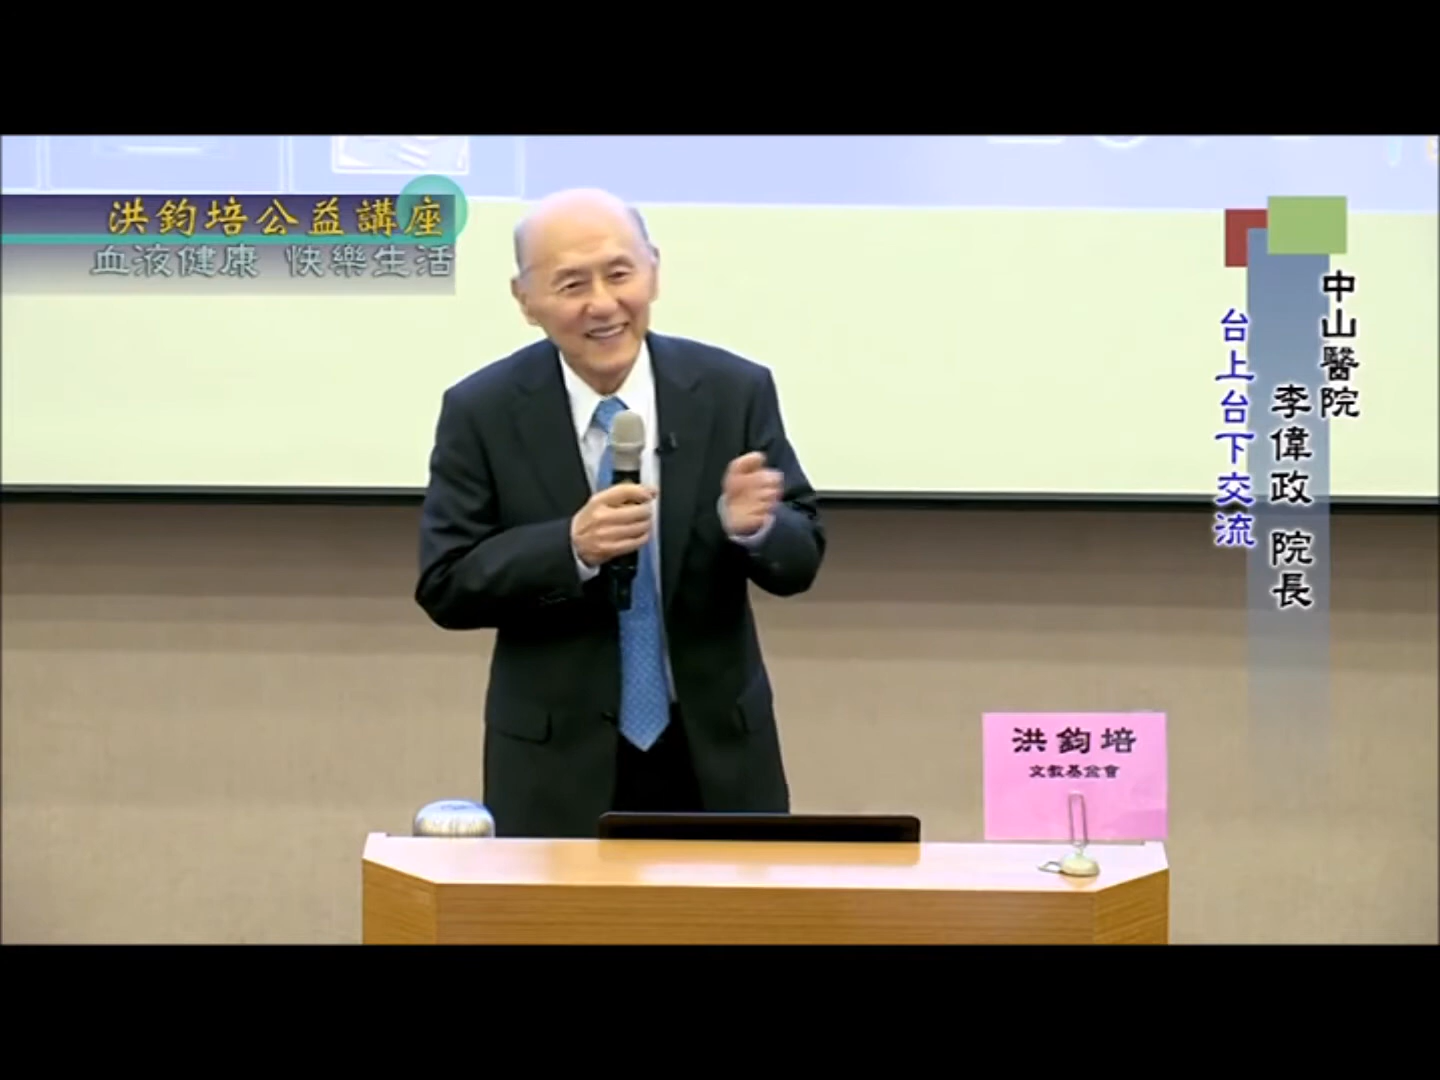 洪鈞培公益講座
血液健康 快樂生活
中山醫院
李偉政 院長
台上台下交流
洪鈞培
文教基金會